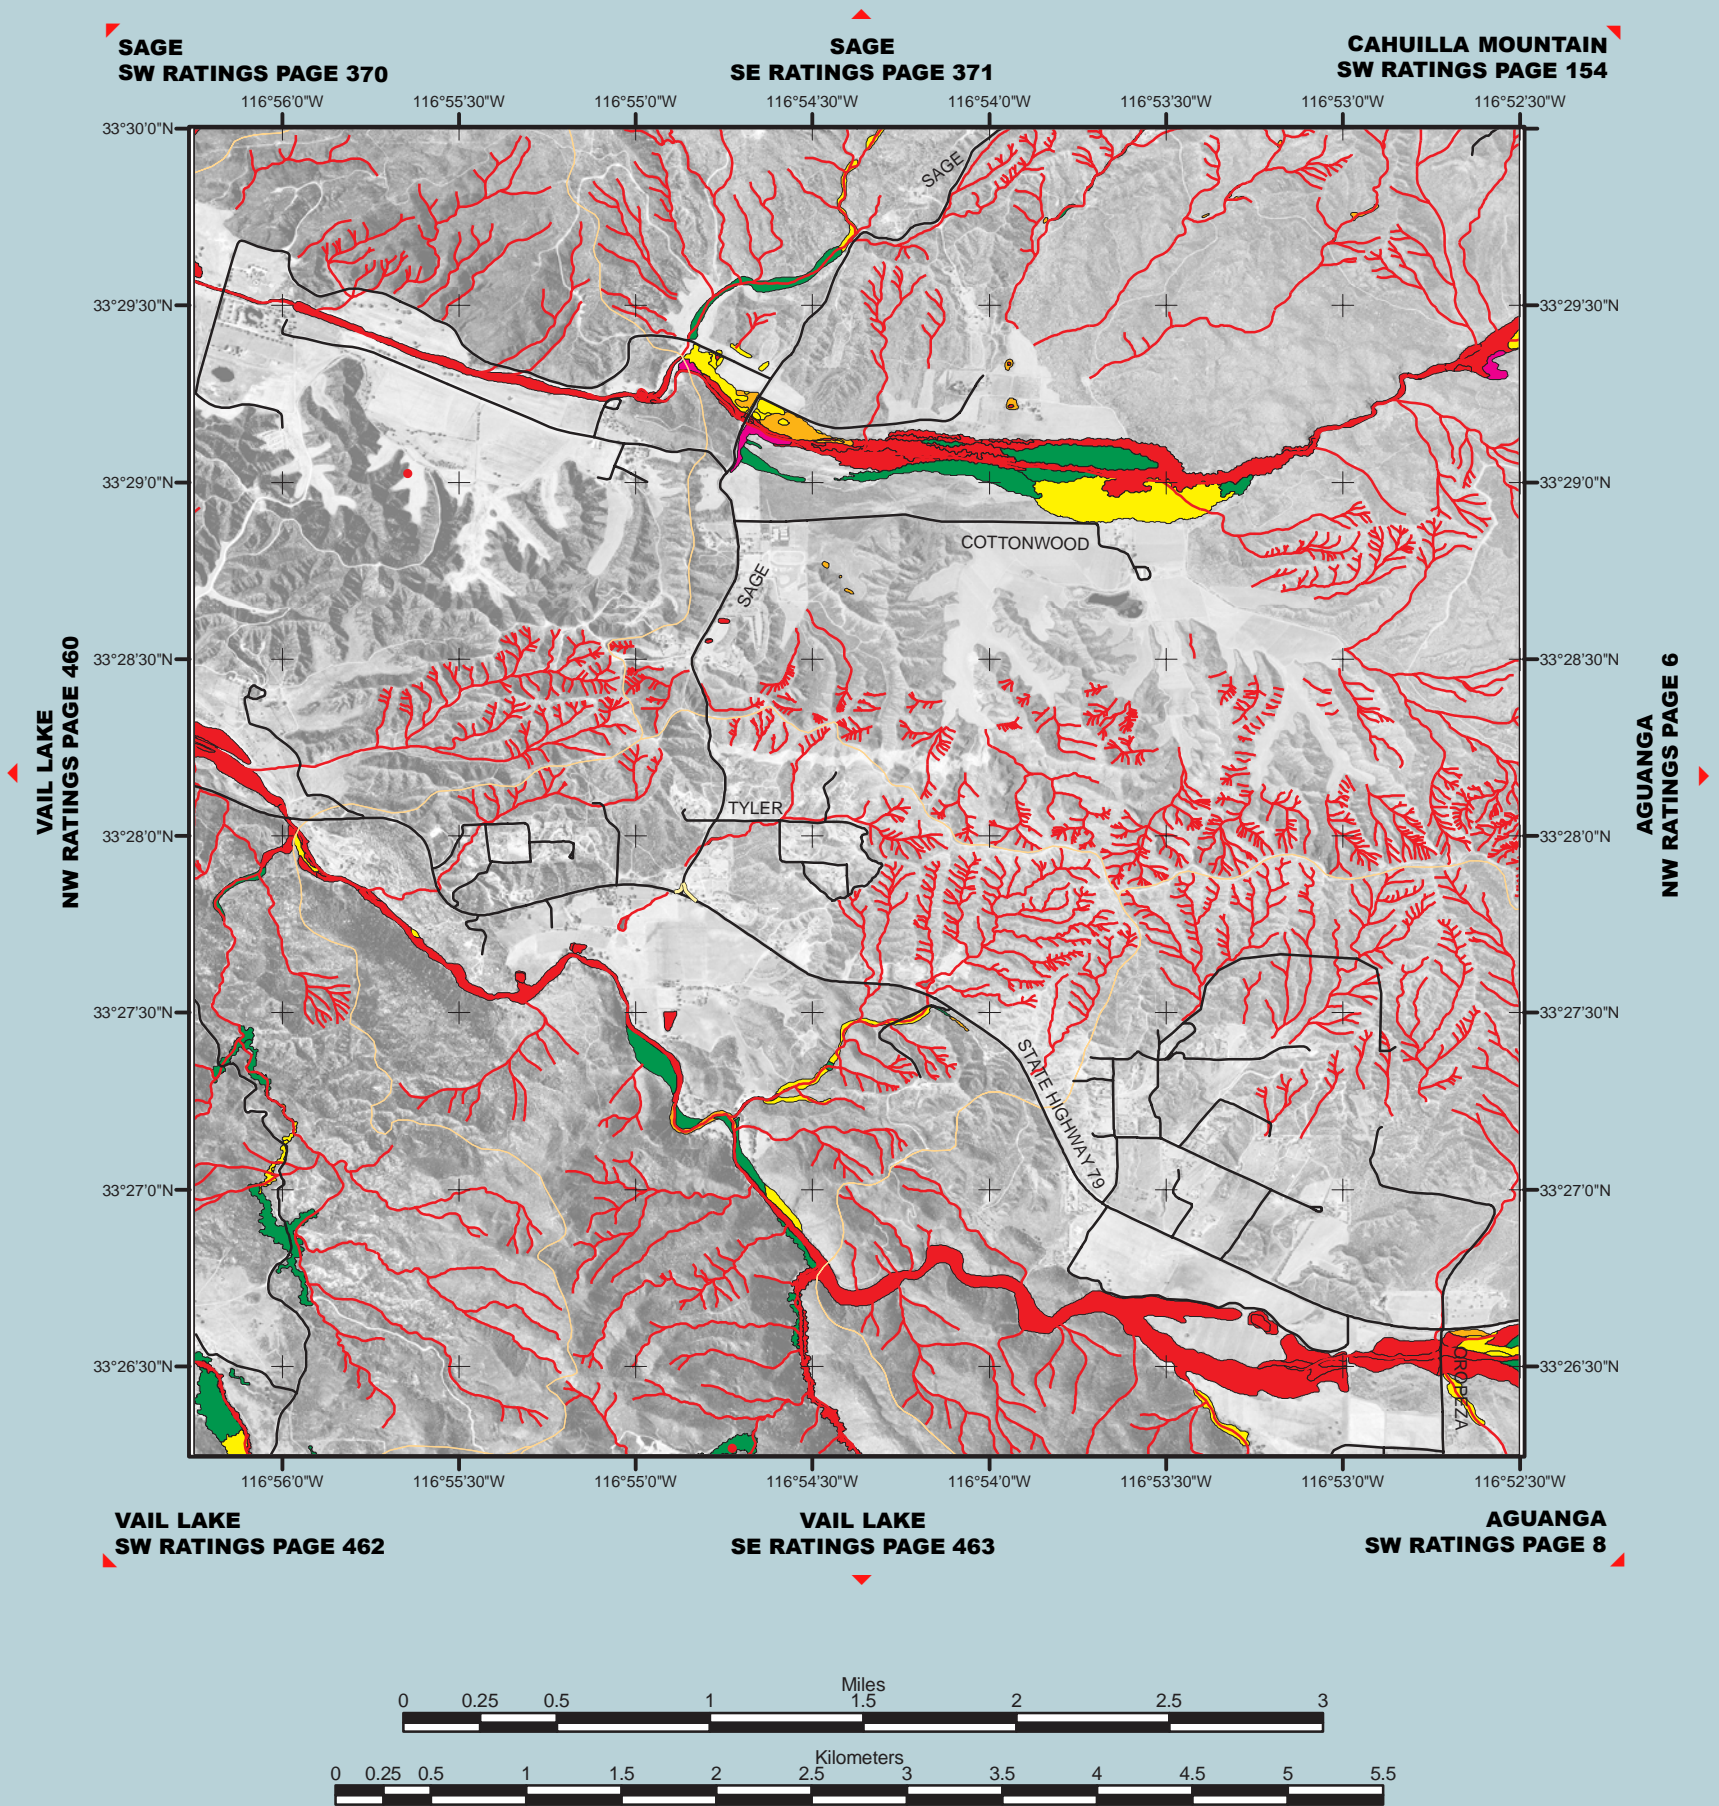 SAGE
SW RATINGS PAGE 370
SAGE
SE RATINGS PAGE 371
CAHUILLA MOUNTAIN
SW RATINGS PAGE 154
116°56'0"W 116°55'30"W 116°55'0"W 116°54'30"W 116°54'0"W 116°53'30"W 116°53'0"W 116°52'30"W
33°30'0"N
SAGE
33°29'30"N 33°29'30"N
33°29'0"N 33°29'0"N
COTTONWOOD
SAGE
33°28'30"N 33°28'30"N
VAIL LAKE
NW RATINGS PAGE 460
AGUANGA
NW RATINGS PAGE 6
TYLER
33°28'0"N 33°28'0"N
33°27'30"N 33°27'30"N
STATE HIGHWAY 79
33°27'0"N 33°27'0"N
33°26'30"N 33°26'30"N
OROPEZA
116°56'0"W 116°55'30"W 116°55'0"W 116°54'30"W 116°54'0"W 116°53'30"W 116°53'0"W 116°52'30"W
VAIL LAKE
SW RATINGS PAGE 462
VAIL LAKE
SE RATINGS PAGE 463
AGUANGA
SW RATINGS PAGE 8
Miles
0 0.25 0.5 1 1.5 2 2.5 3
Kilometers
0 0.25 0.5 1 1.5 2 2.5 3 3.5 4 4.5 5 5.5